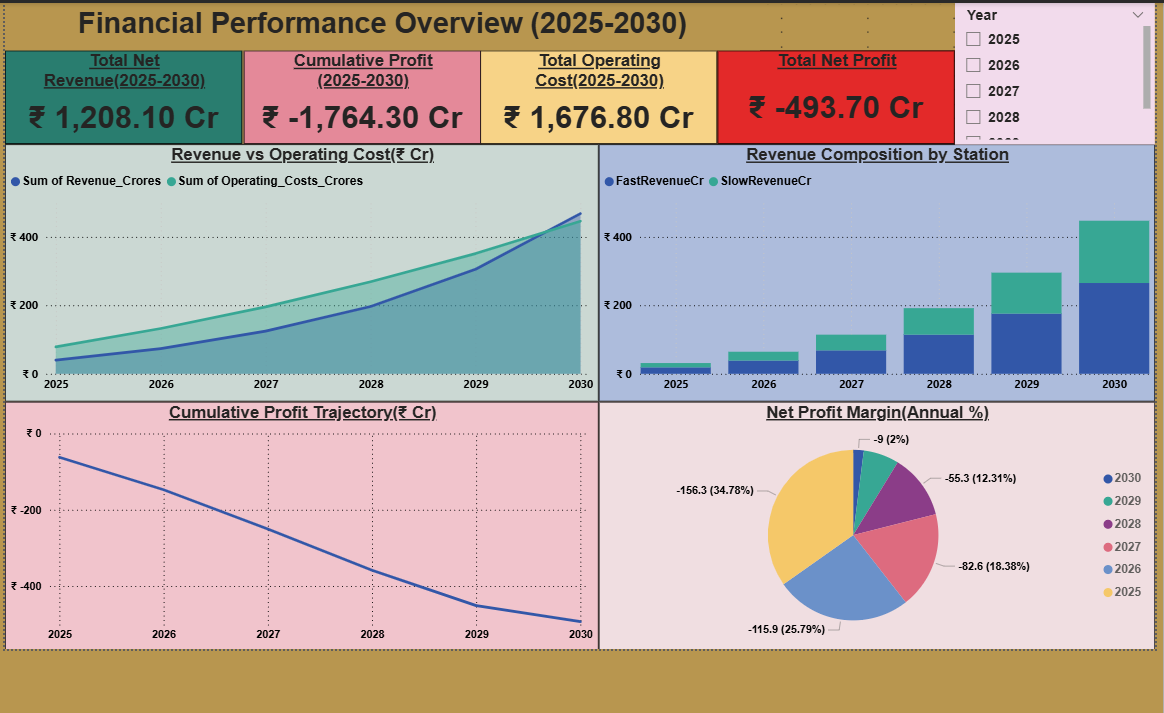 Financial Performance Overview (2025-2030)
Year
2025
2026
2027
2028
Total Net
Revenue(2025-2030)
₹ 1,208.10 Cr
Cumulative Profit
(2025-2030)
₹ -1,764.30 Cr
Total Operating
Cost(2025-2030)
₹ 1,676.80 Cr
Total Net Profit
₹ -493.70 Cr
Revenue vs Operating Cost(₹ Cr)
Sum of Revenue_Crores Sum of Operating_Costs_Crores
₹ 400
₹ 200
₹ 0
2025 2026 2027 2028 2029 2030
Revenue Composition by Station
FastRevenueCr SlowRevenueCr
₹ 400
₹ 200
₹ 0
2025 2026 2027 2028 2029 2030
Cumulative Profit Trajectory(₹ Cr)
₹ 0
₹ -200
₹ -400
2025 2026 2027 2028 2029 2030
Net Profit Margin(Annual %)
-9 (2%)
-55.3 (12.31%)
-82.6 (18.38%)
-115.9 (25.79%)
-156.3 (34.78%)
2030
2029
2028
2027
2026
2025